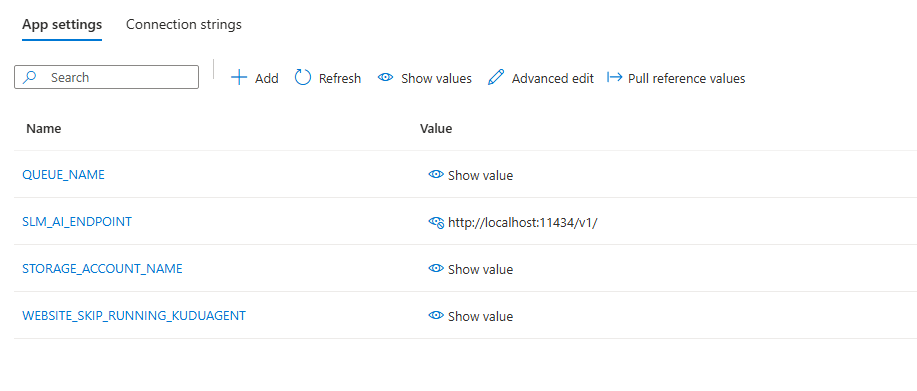 App settings Connection strings
Search Add Refresh Show values Advanced edit Pull reference values
Name Value
QUEUE_NAME Show value
SLM_AI_ENDPOINT http://localhost:11434/v1/
STORAGE_ACCOUNT_NAME Show value
WEBSITE_SKIP_RUNNING_KUDUAGENT Show value